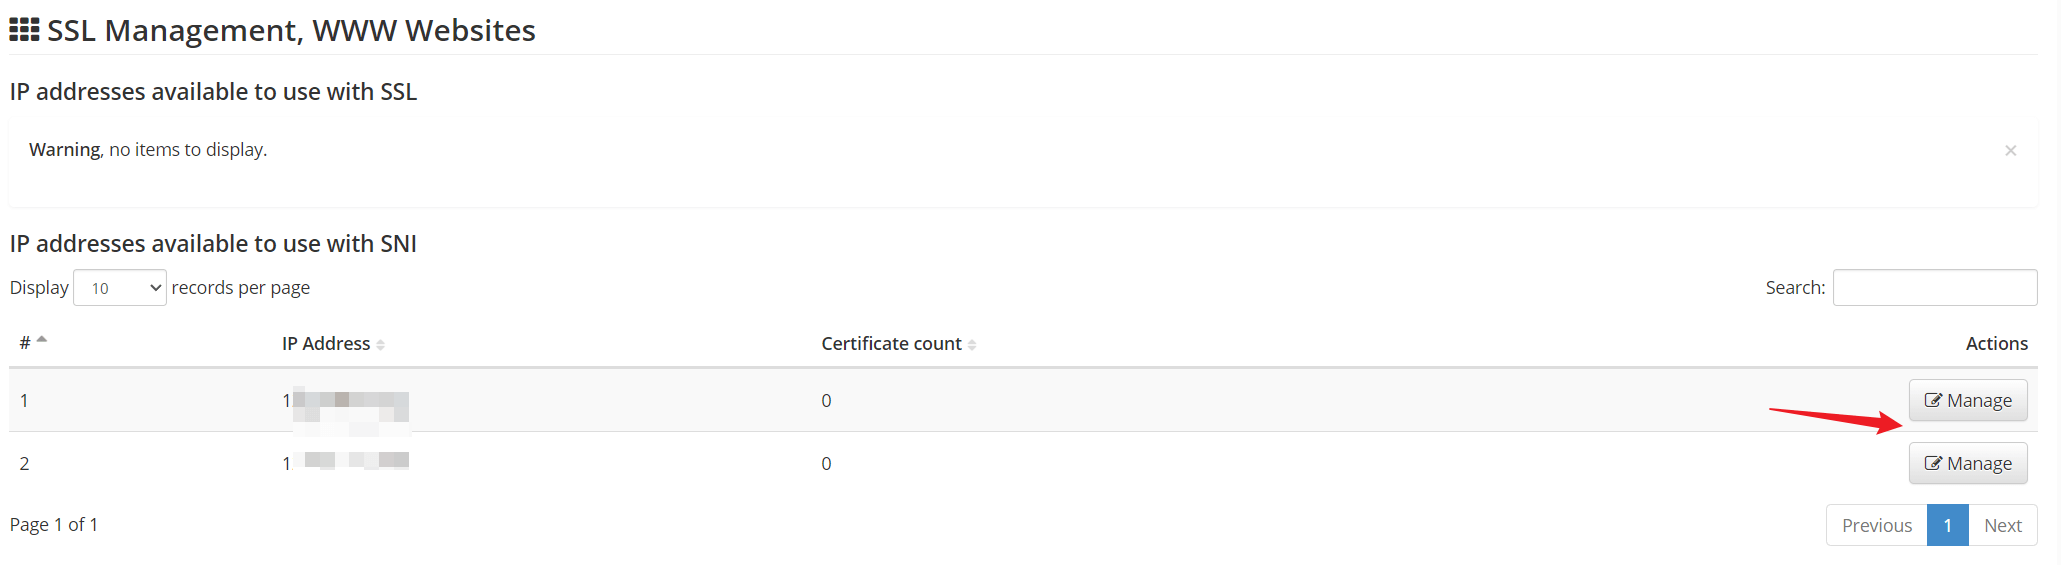 SSL Management, WWW Websites
IP addresses available to use with SSL
Warning, no items to display. ×
IP addresses available to use with SNI
Display 10 records per page Search:
# IP Address Certificate count Actions
1 1 0 Manage
2 1 0 Manage
Page 1 of 1 Previous 1 Next